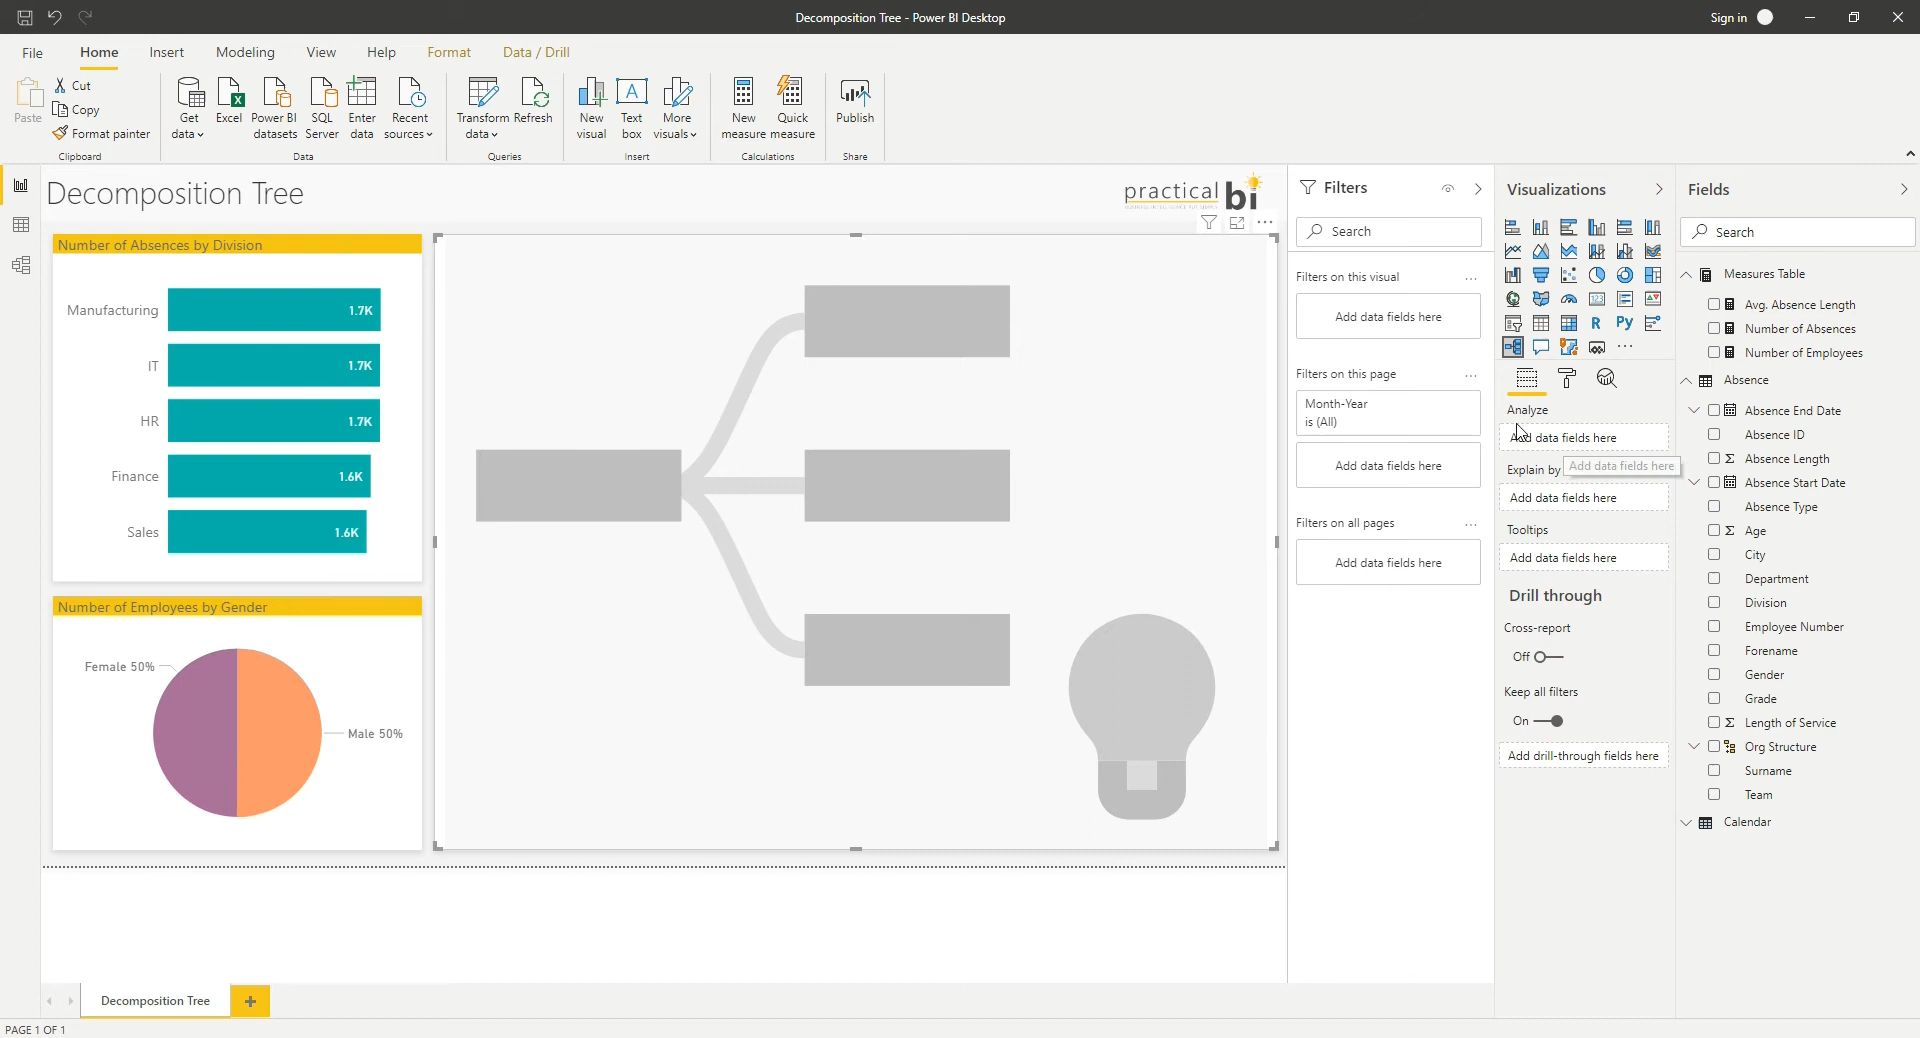 Decomposition Tree - Power BI Desktop
Sign in
File
Home
Insert
Modeling
View
Help
Format
Data / Drill
Paste
Cut
Copy
Format painter
Clipboard
Get data
Excel
Power BI datasets
SQL Server
Enter data
Recent sources
Data
Transform data
Refresh
Queries
New visual
Text box
More visuals
Insert
New measure
Quick measure
Calculations
Publish
Share
Decomposition Tree
practical bi
Number of Absences by Division
Manufacturing 1.7K
IT 1.7K
HR 1.7K
Finance 1.6K
Sales 1.6K
Number of Employees by Gender
Female 50%
Male 50%
Filters
Search
Filters on this visual
Add data fields here
Filters on this page
Month-Year
is (All)
Add data fields here
Filters on all pages
Add data fields here
Visualizations
123
R
Py
Analyze
Add data fields here
Explain by
Add data fields here
Add data fields here
Tooltips
Add data fields here
Drill through
Cross-report
Off
Keep all filters
On
Add drill-through fields here
Fields
Search
Measures Table
Avg. Absence Length
Number of Absences
Number of Employees
Absence
Absence End Date
Absence ID
Absence Length
Absence Start Date
Absence Type
Age
City
Department
Division
Employee Number
Forename
Gender
Grade
Length of Service
Org Structure
Surname
Team
Calendar
Decomposition Tree
PAGE 1 OF 1